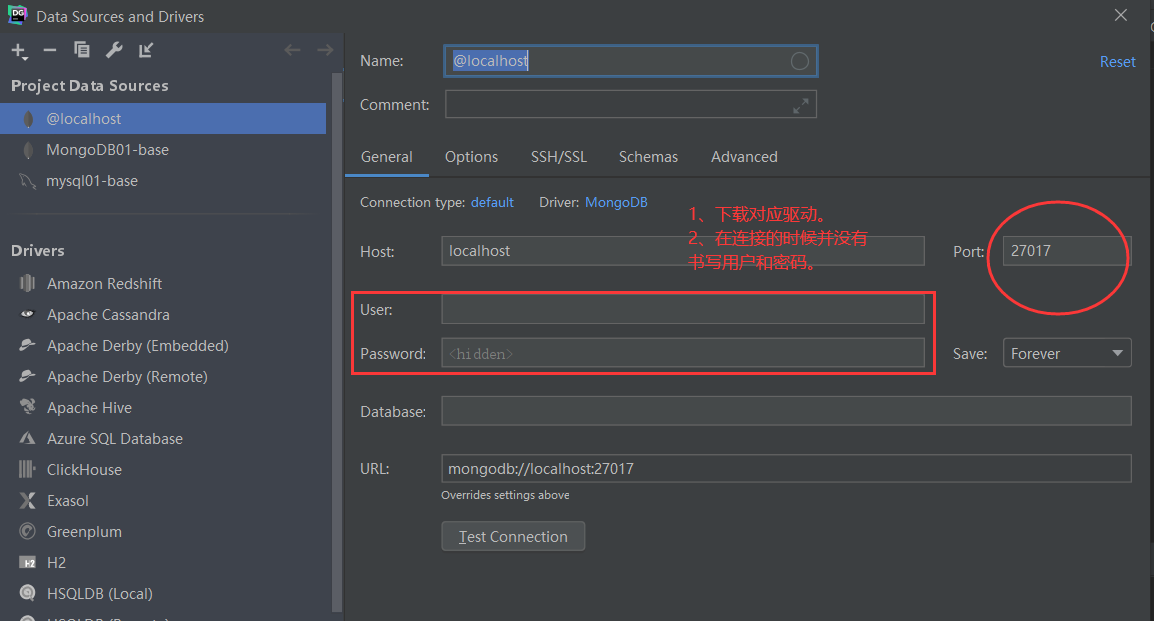 DG
Data Sources and Drivers
Project Data Sources
@localhost
MongoDB01-base
mysql01-base
Drivers
Amazon Redshift
Apache Cassandra
Apache Derby (Embedded)
Apache Derby (Remote)
Apache Hive
Azure SQL Database
ClickHouse
Exasol
Greenplum
H2
H2
HSQLDB (Local)
HSQLDB (Remote)
Name:
@localhost
Reset
Comment:
General Options SSH/SSL Schemas Advanced
Connection type: default Driver: MongoDB
1、下载对应驱动。
2、在连接的时候并没有
书写用户和密码。
Host: localhost Port: 27017
User:
Password: <hidden> Save: Forever
Database:
URL: mongodb://localhost:27017
Overrides settings above
Test Connection